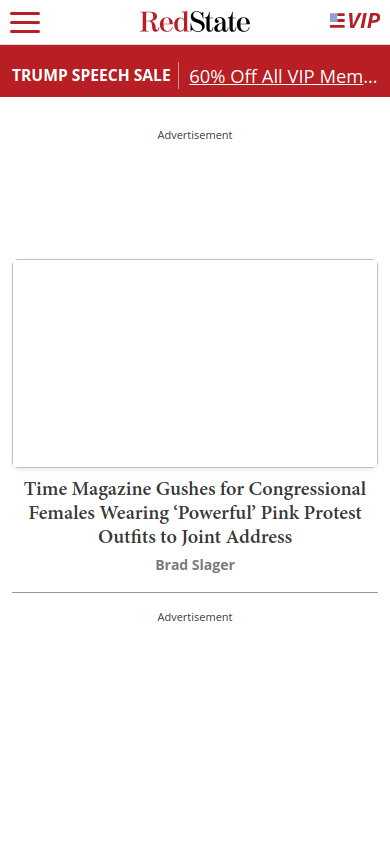 RedState
VIP
TRUMP SPEECH SALE
60% Off All VIP Mem...
Advertisement
Time Magazine Gushes for Congressional
Females Wearing ‘Powerful’ Pink Protest
Outfits to Joint Address
Brad Slager
Advertisement